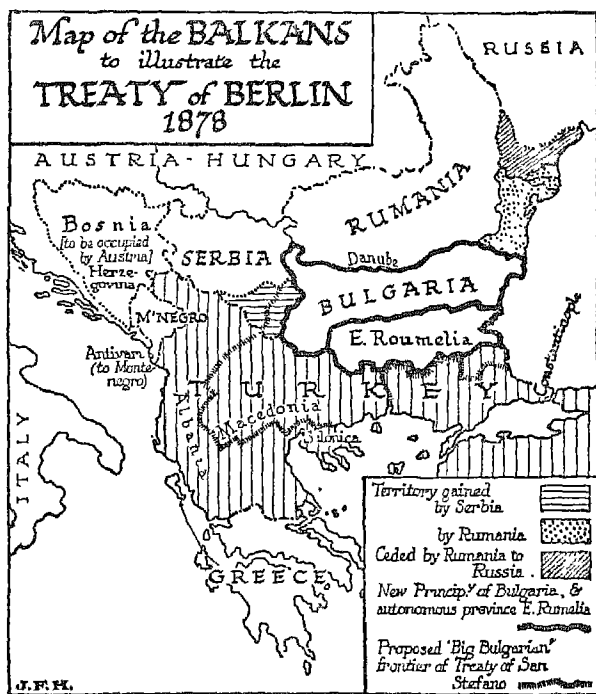 Map of the BALKANS
to illustrate the
TREATY of BERLIN
1878
RUSSIA
AUSTRIA-HUNGARY
RUMANIA
Bosnia
[to be occupied
by Austria]
Herze-
govina
SERBIA
Danube
BULGARIA
M'NEGRO
E. Roumelia
Antivari
(to Monte-
negro)
Constantinople
TURKEY
Albania
Macedonia
ITALY
GREECE
Territory gained
by Serbia
by Rumania
Ceded by Rumania to
Russia.
New Principy. of Bulgaria, &
autonomous province E. Rumelia
Proposed "Big Bulgarian"
frontier of Treaty of San
Stefano
J.F.H.